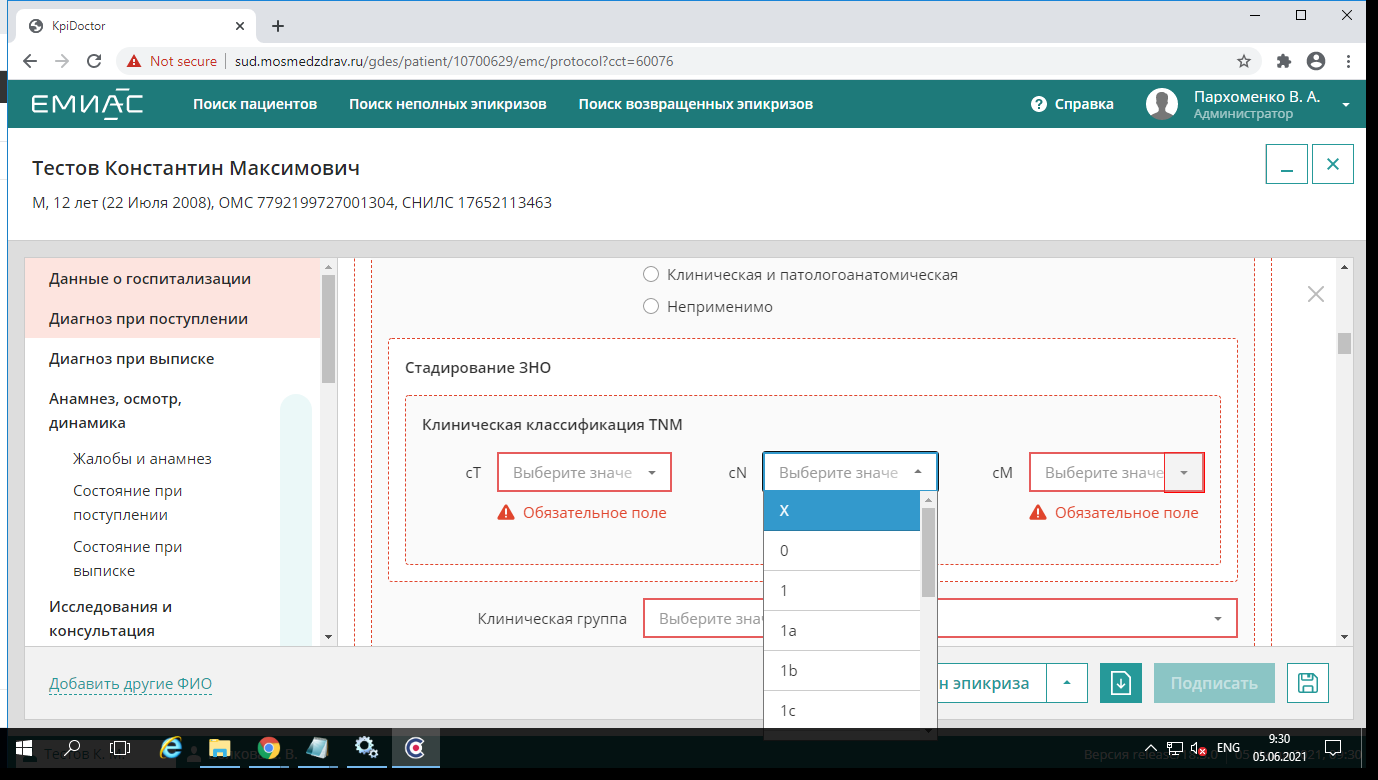 KpiDoctor
Not secure
sud.mosmedzdrav.ru/gdes/patient/10700629/emc/protocol?cct=60076
ЕМИАС
Поиск пациентов
Поиск неполных эпикризов
Поиск возвращенных эпикризов
? Справка
Пархоменко В. А.
Администратор
Тестов Константин Максимович
М, 12 лет (22 Июля 2008), ОМС 7792199727001304, СНИЛС 17652113463
Данные о госпитализации
Диагноз при поступлении
Диагноз при выписке
Анамнез, осмотр,
динамика
Жалобы и анамнез
Состояние при
поступлении
Состояние при
выписке
Исследования и
консультация
Клиническая и патологоанатомическая
Неприменимо
Стадирование ЗНО
Клиническая классификация TNM
cT Выберите значе
cN Выберите значе
cM Выберите значе
Обязательное поле
Обязательное поле
X
0
1
1a
1b
1c
Клиническая группа Выберите зна
Добавить другие ФИО
н эпикриза
Подписать
Тестов К. М.
Версия release
ENG
9:30
05.06.2021